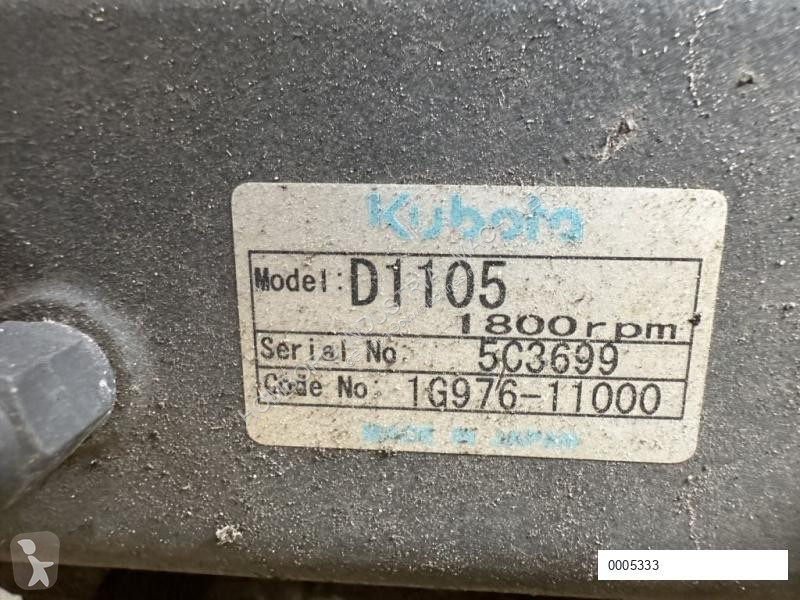 Kubota
Model: D1105
1800rpm
Serial No. 5C3699
Code No. 1G976-11000
MADE IN JAPAN
0005333